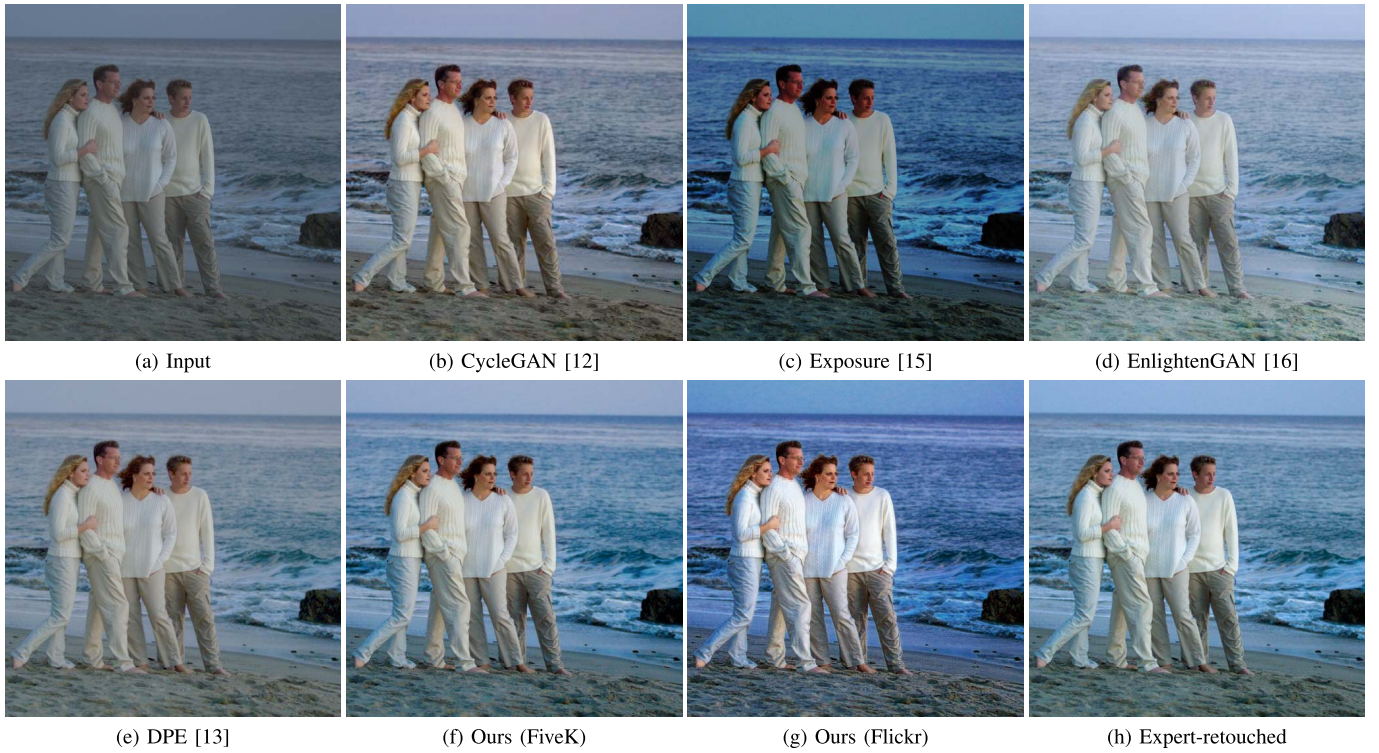 (a) Input
(b) CycleGAN [12]
(c) Exposure [15]
(d) EnlightenGAN [16]
(e) DPE [13]
(f) Ours (FiveK)
(g) Ours (Flickr)
(h) Expert-retouched